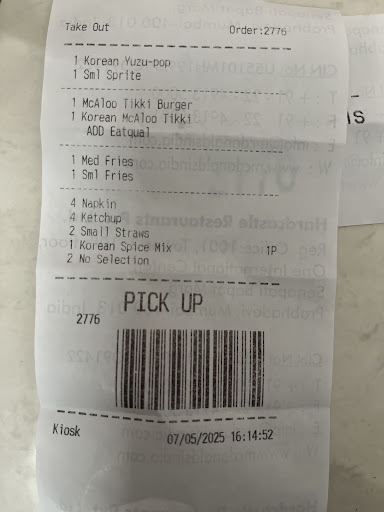 Take Out Order:2776
1 Korean Yuzu-pop
1 Sml Sprite
1 McAloo Tikki Burger
1 Korean McAloo Tikki
ADD Eatqual
1 Med Fries
1 Sml Fries
4 Napkin
4 Ketchup
2 Small Straws
1 Korean Spice Mix 1P
2 No Selection
PICK UP
2776
Kiosk 07/05/2025 16:14:52